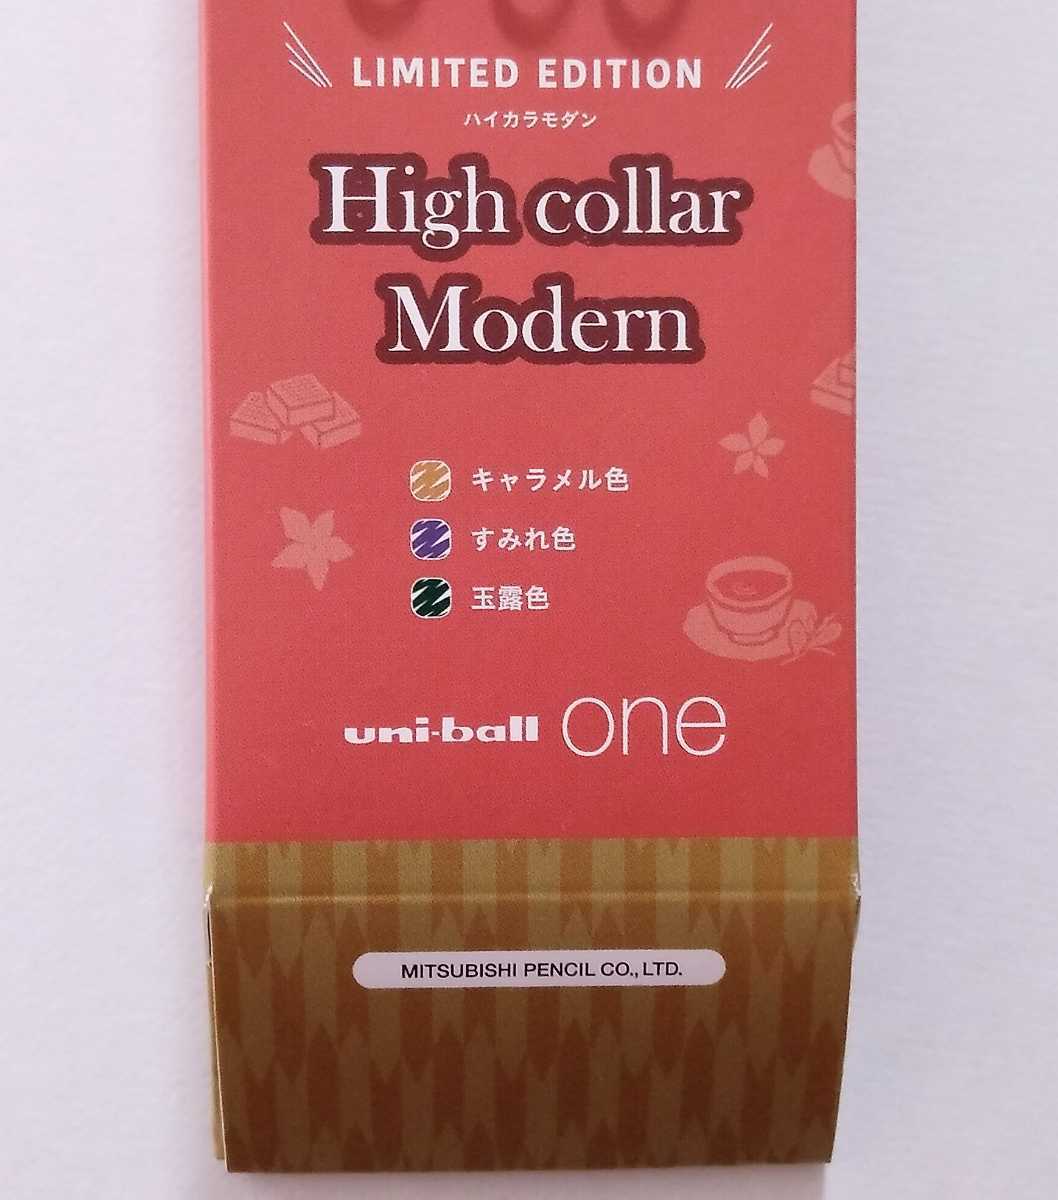 LIMITED EDITION
ハイカラモダン
High collar
Modern
キャラメル色
すみれ色
玉露色
uni-ball one
MITSUBISHI PENCIL CO., LTD.